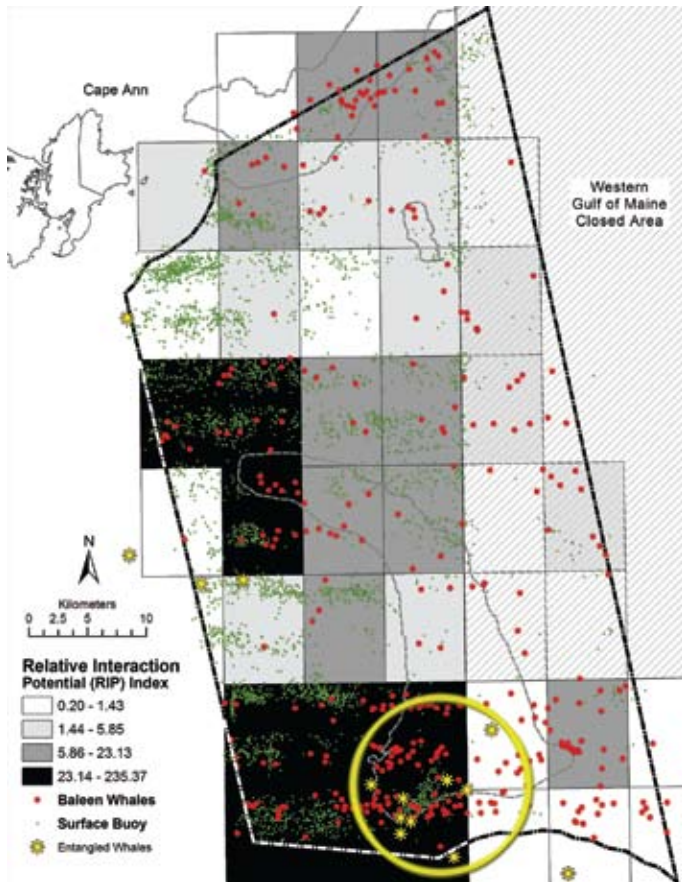 Cape Ann
Western
Gulf of Maine
Closed Area
N
Kilometers
0 2.5 5 10
Relative Interaction
Potential (RIP) Index
0.20 - 1.43
1.44 - 5.85
5.86 - 23.13
23.14 - 235.37
Baleen Whales
Surface Buoy
Entangled Whales